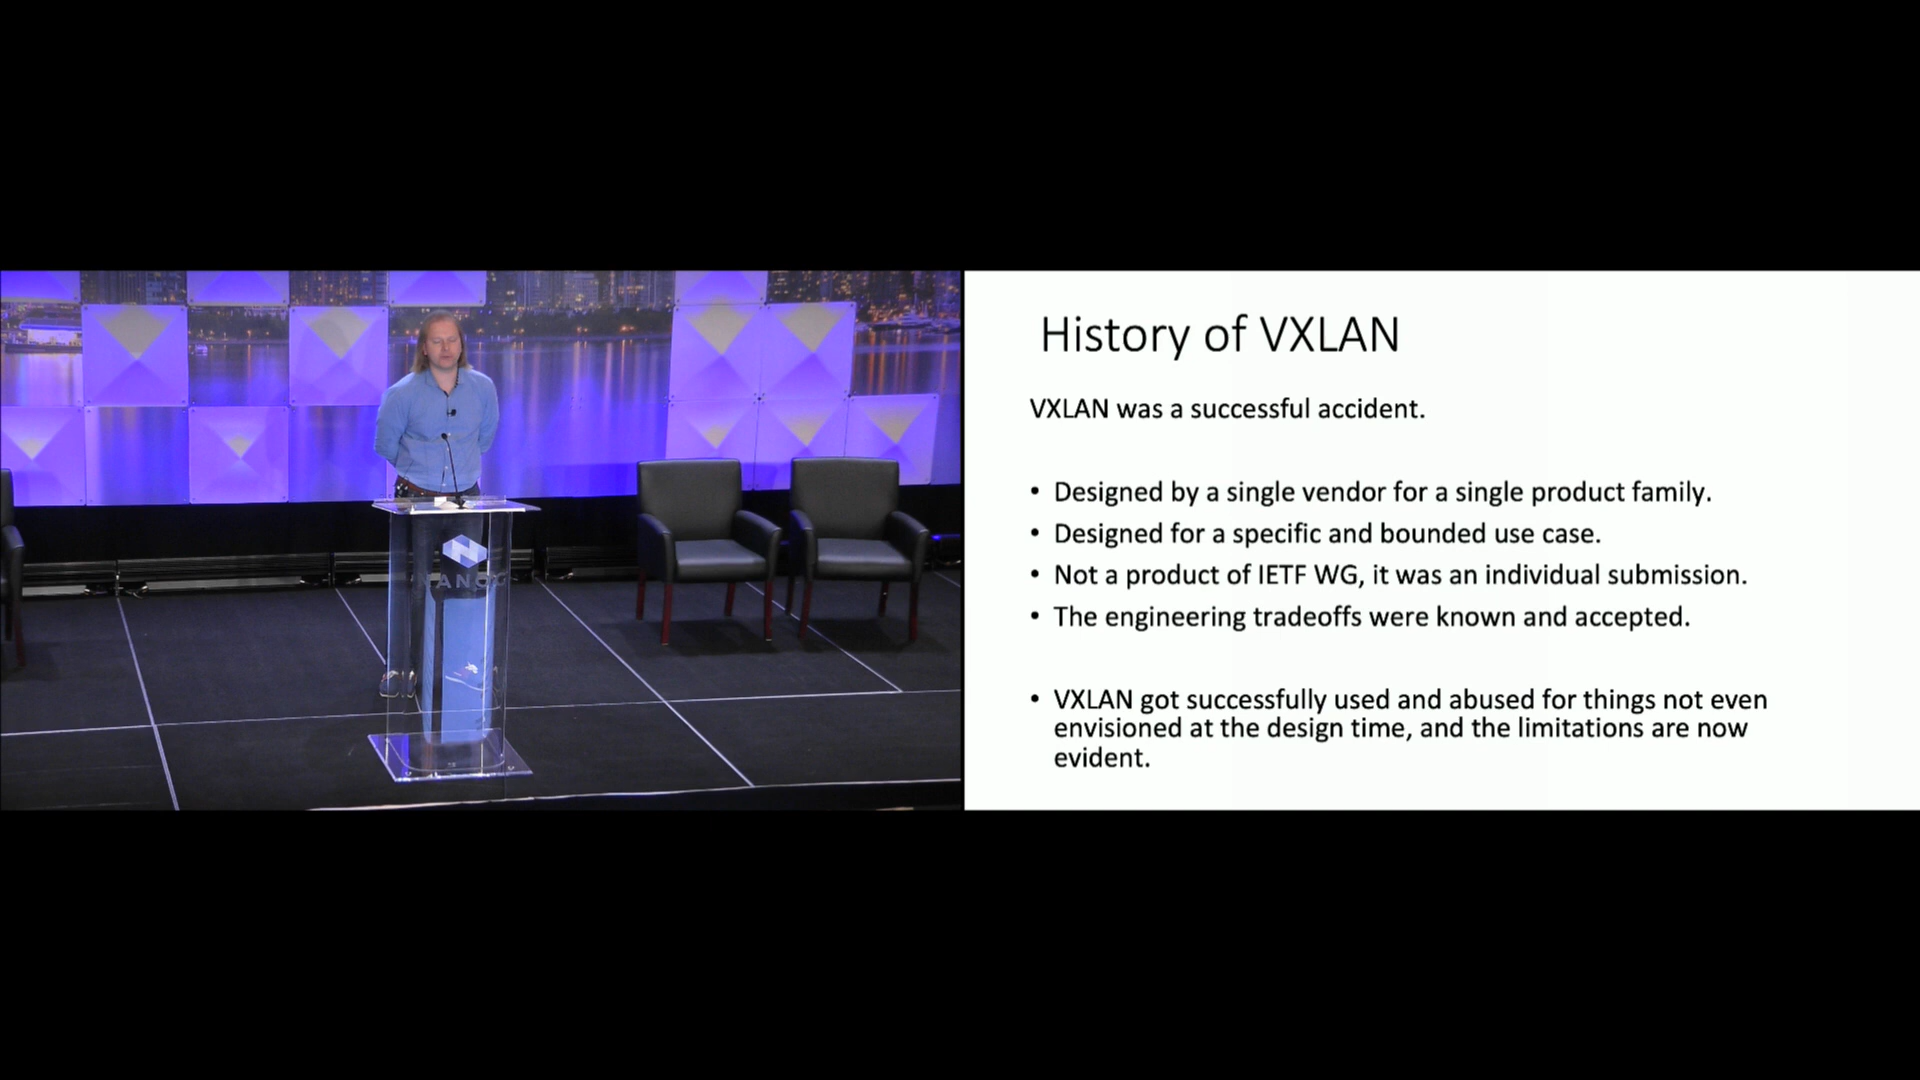 NANOG
History of VXLAN
VXLAN was a successful accident.
• Designed by a single vendor for a single product family.
• Designed for a specific and bounded use case.
• Not a product of IETF WG, it was an individual submission.
• The engineering tradeoffs were known and accepted.
• VXLAN got successfully used and abused for things not even
envisioned at the design time, and the limitations are now
evident.